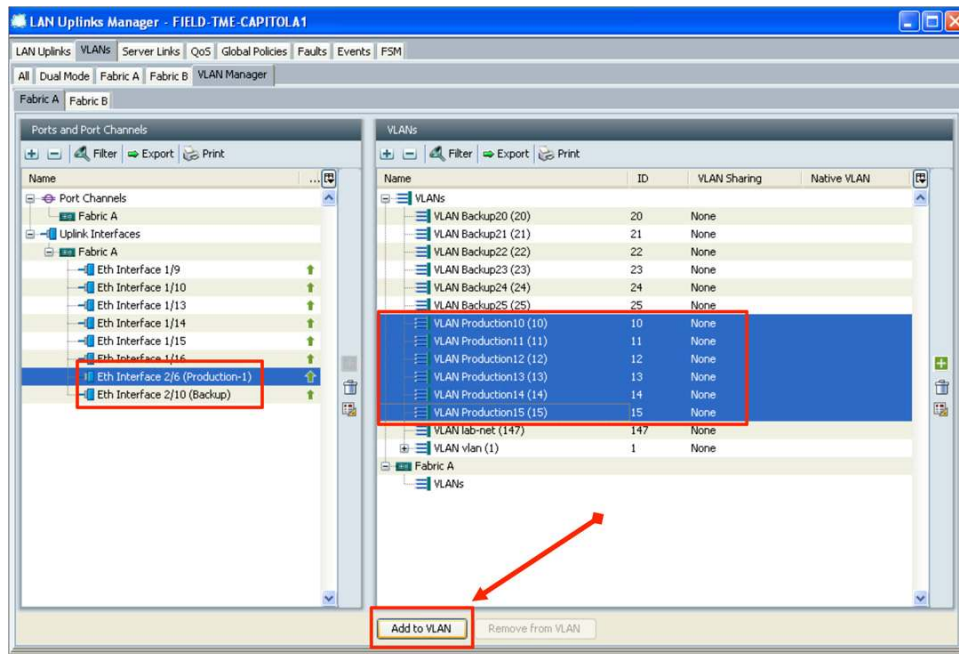 LAN Uplinks Manager - FIELD-TME-CAPITOLA1
LAN Uplinks VLANs Server Links QoS Global Policies Faults Events FSM
All Dual Mode Fabric A Fabric B VLAN Manager
Fabric A Fabric B
Ports and Port Channels
Filter Export Print
Name ...
Port Channels
Fabric A
Uplink Interfaces
Fabric A
Eth Interface 1/9
Eth Interface 1/10
Eth Interface 1/13
Eth Interface 1/14
Eth Interface 1/15
Eth Interface 1/16
Eth Interface 2/6 (Production-1)
Eth Interface 2/10 (Backup)
VLANs
Filter Export Print
Name ID VLAN Sharing Native VLAN
VLANs
VLAN Backup20 (20) 20 None
VLAN Backup21 (21) 21 None
VLAN Backup22 (22) 22 None
VLAN Backup23 (23) 23 None
VLAN Backup24 (24) 24 None
VLAN Backup25 (25) 25 None
VLAN Production10 (10) 10 None
VLAN Production11 (11) 11 None
VLAN Production12 (12) 12 None
VLAN Production13 (13) 13 None
VLAN Production14 (14) 14 None
VLAN Production15 (15) 15 None
VLAN lab-net (147) 147 None
VLAN vlan (1) 1 None
Fabric A
VLANs
Add to VLAN Remove from VLAN